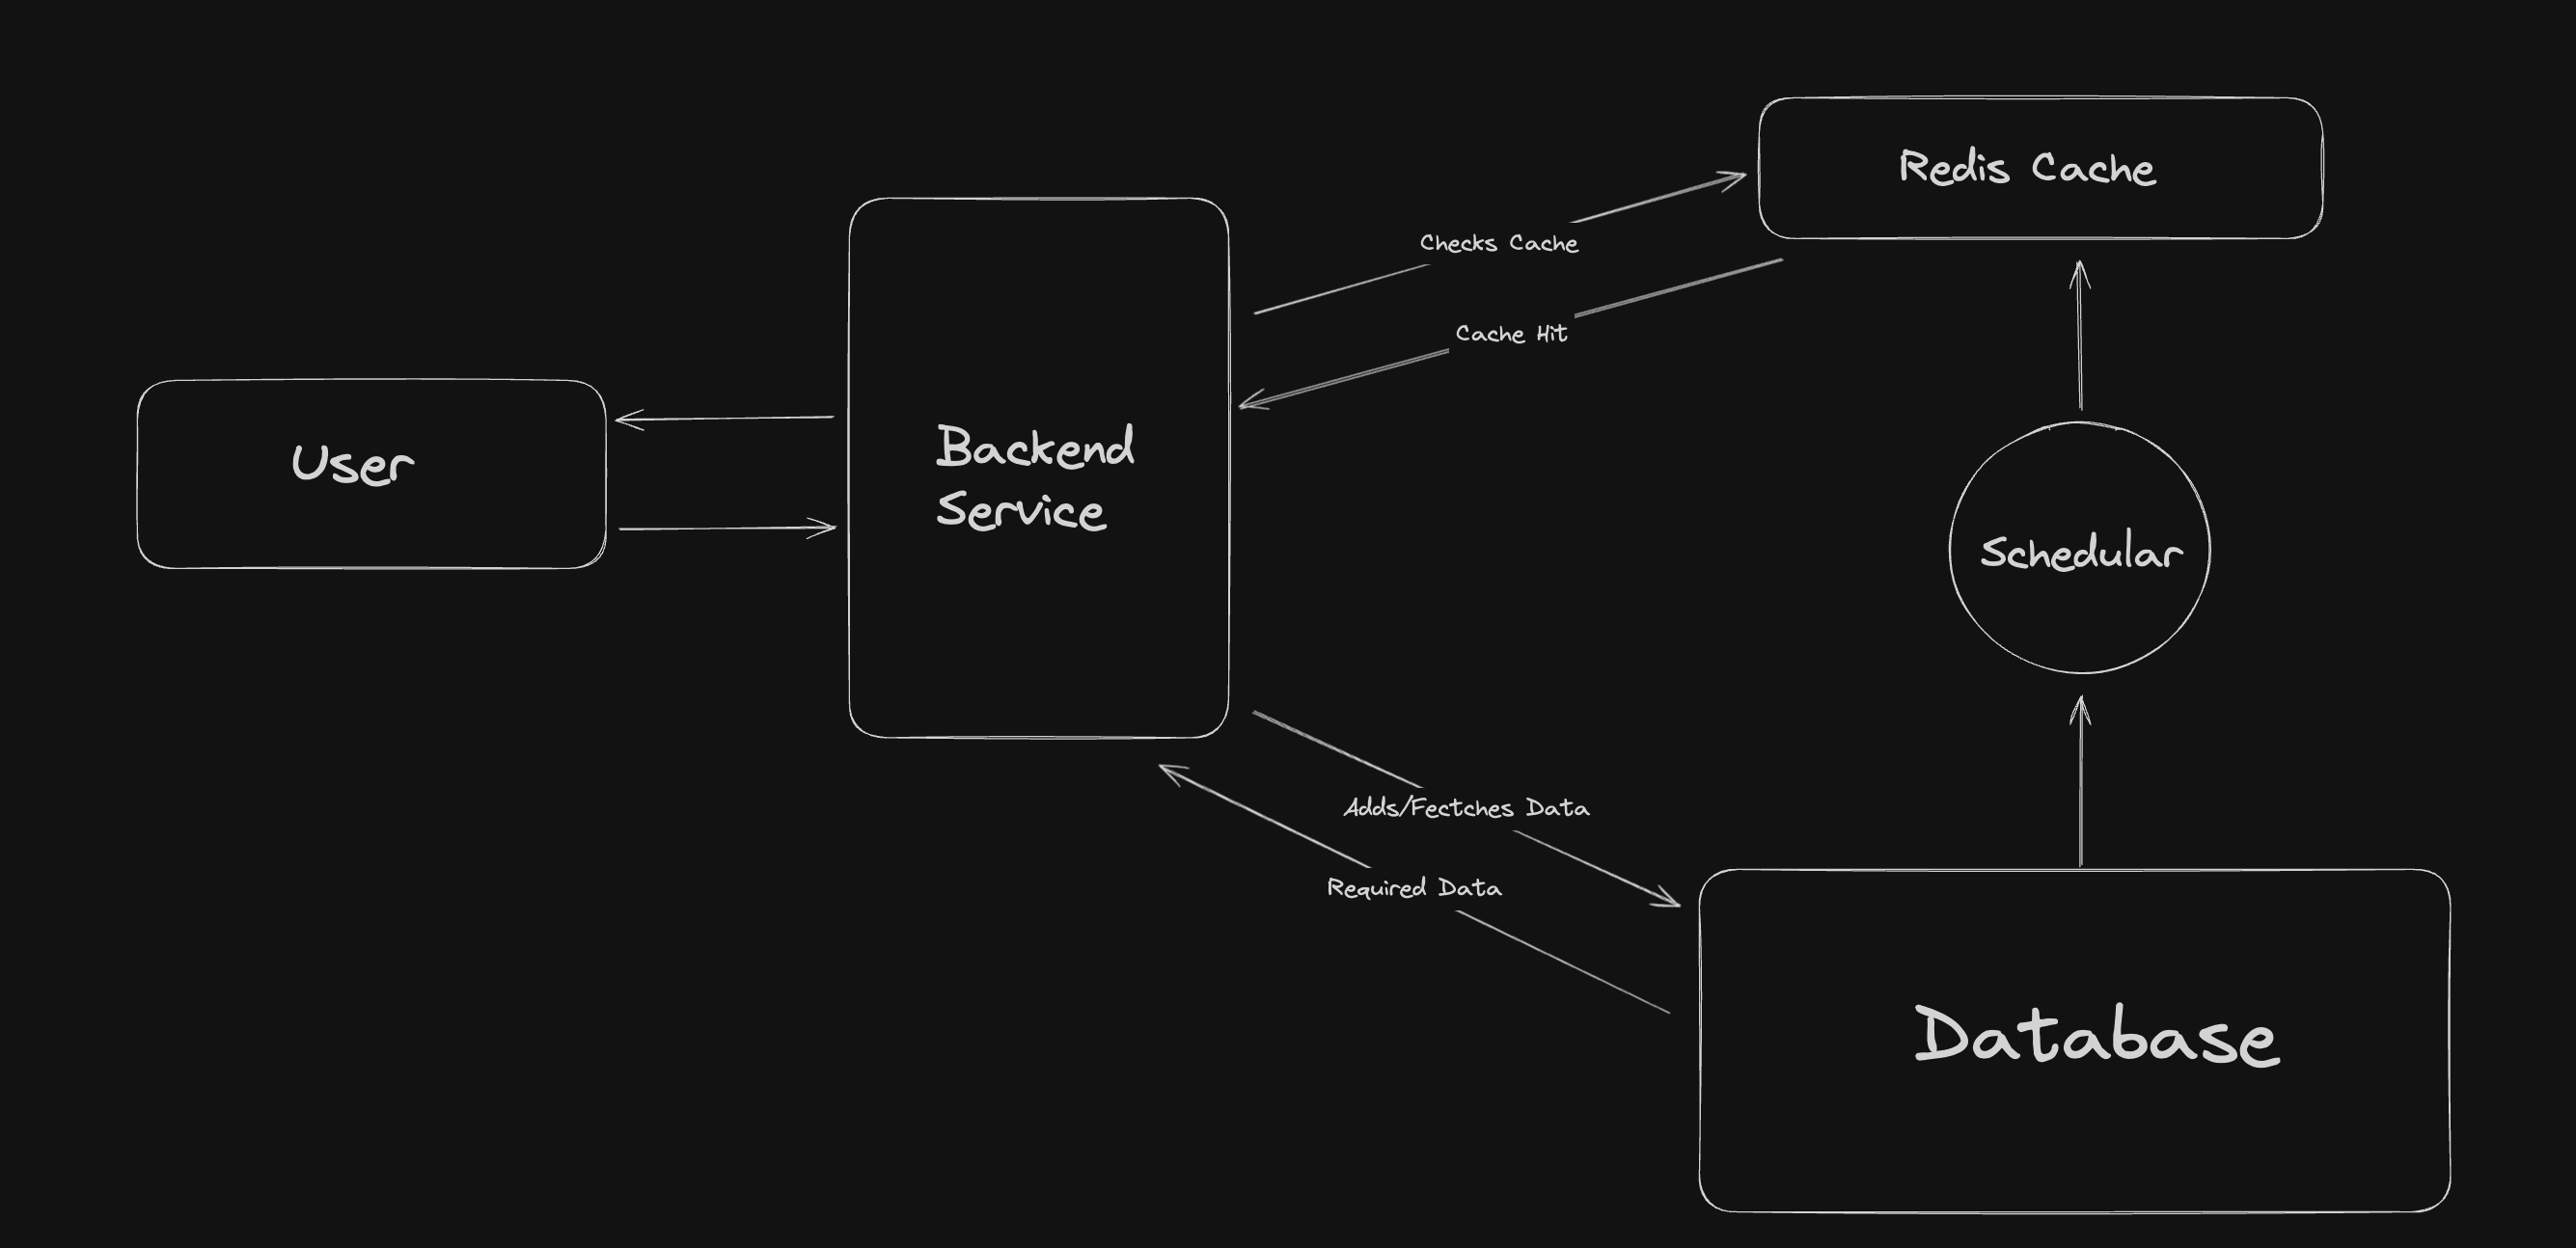 Redis Cache
Checks Cache
Cache Hit
User
Backend
Service
Schedular
Adds/Fectches Data
Required Data
Database